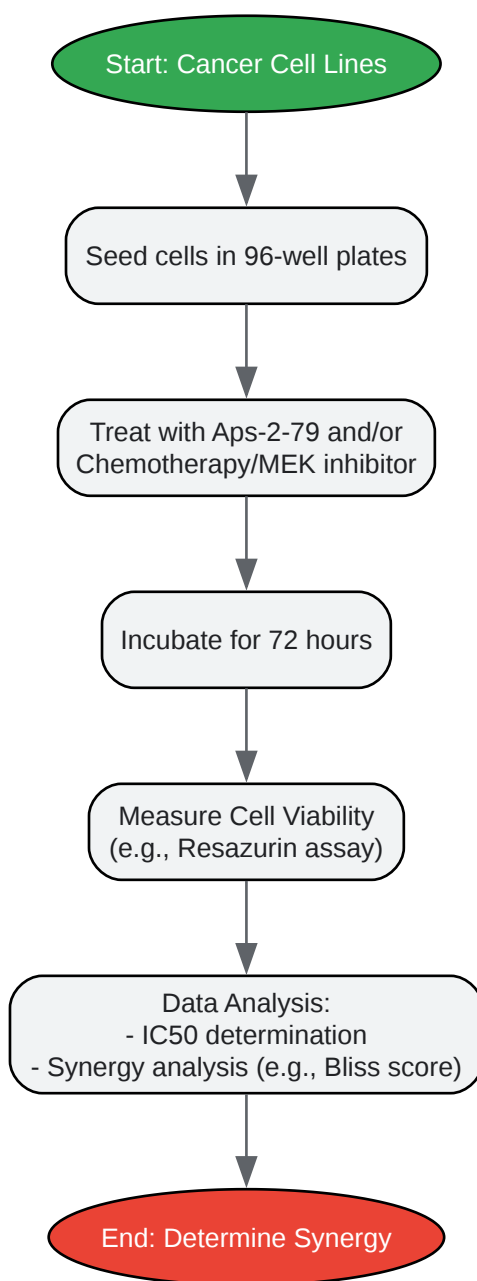 Start: Cancer Cell Lines
Seed cells in 96-well plates
Treat with Aps-2-79 and/or
Chemotherapy/MEK inhibitor
Incubate for 72 hours
Measure Cell Viability
(e.g., Resazurin assay)
Data Analysis:
- IC50 determination
- Synergy analysis (e.g., Bliss score)
End: Determine Synergy